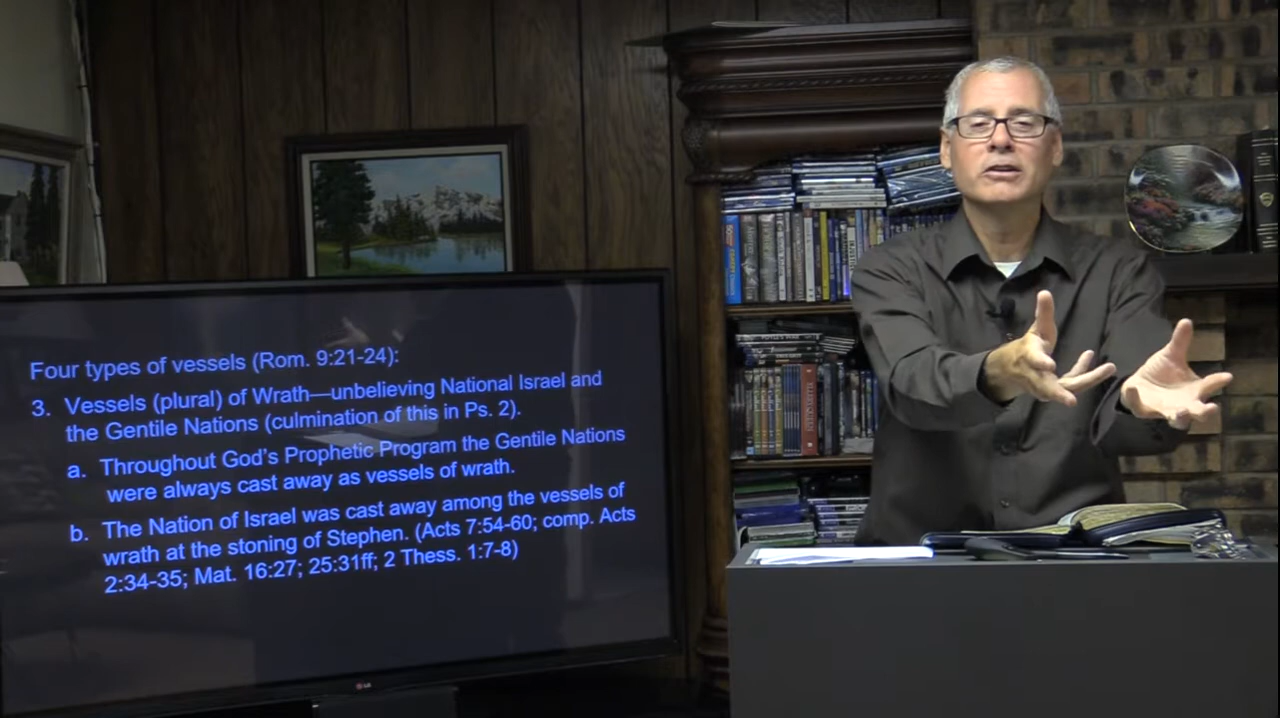 Four types of vessels (Rom. 9:21-24):
3. Vessels (plural) of Wrath—unbelieving National Israel and
the Gentile Nations (culmination of this in Ps. 2).
a. Throughout God's Prophetic Program the Gentile Nations
were always cast away as vessels of wrath.
b. The Nation of Israel was cast away among the vessels of
wrath at the stoning of Stephen. (Acts 7:54-60; comp. Acts
2:34-35; Mat. 16:27; 25:31ff; 2 Thess. 1:7-8)
LG